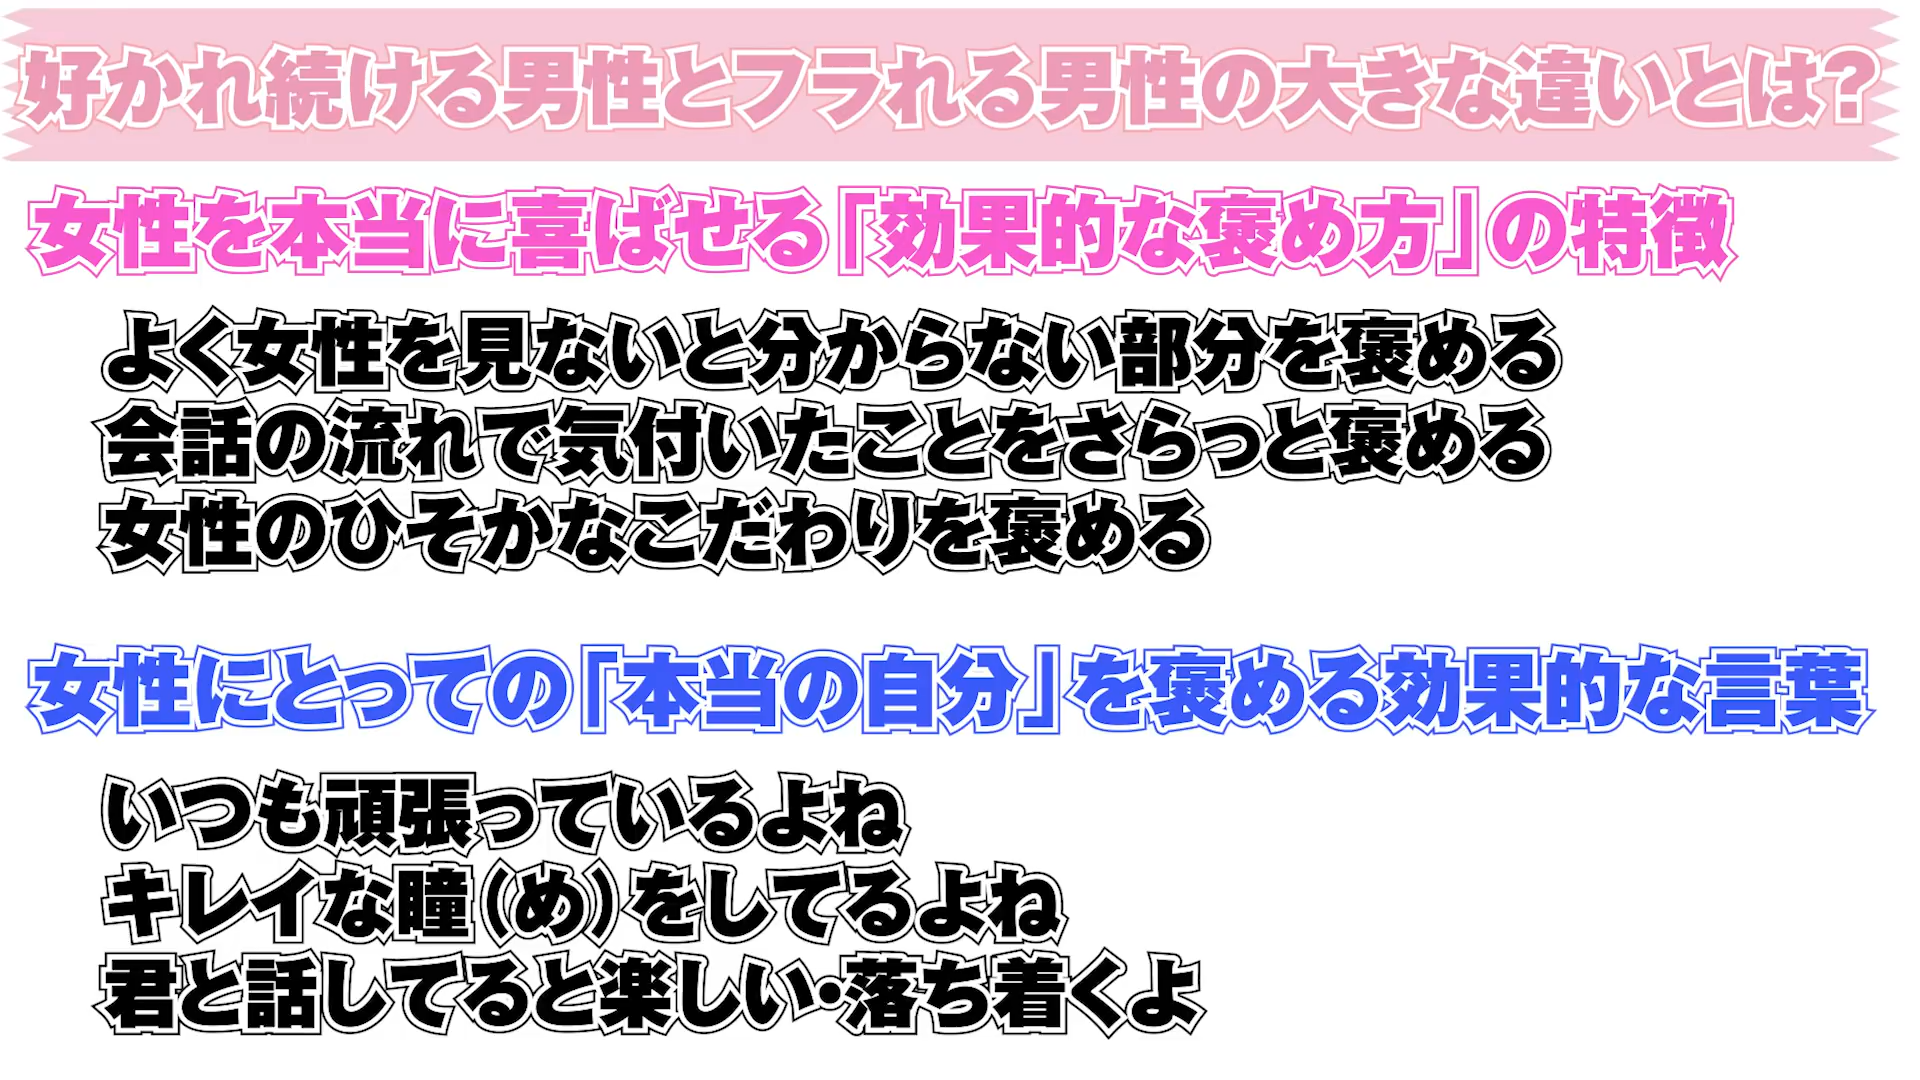 好かれ続ける男性とフラれる男性の大きな違いとは?
女性を本当に喜ばせる「効果的な褒め方」の特徴
よく女性を見ないと分からない部分を褒める
会話の流れで気付いたことをさらっと褒める
女性のひそかなこだわりを褒める
女性にとっての「本当の自分」を褒める効果的な言葉
いつも頑張っているよね
キレイな瞳(め)をしてるよね
君と話してると楽しい・落ち着くよ